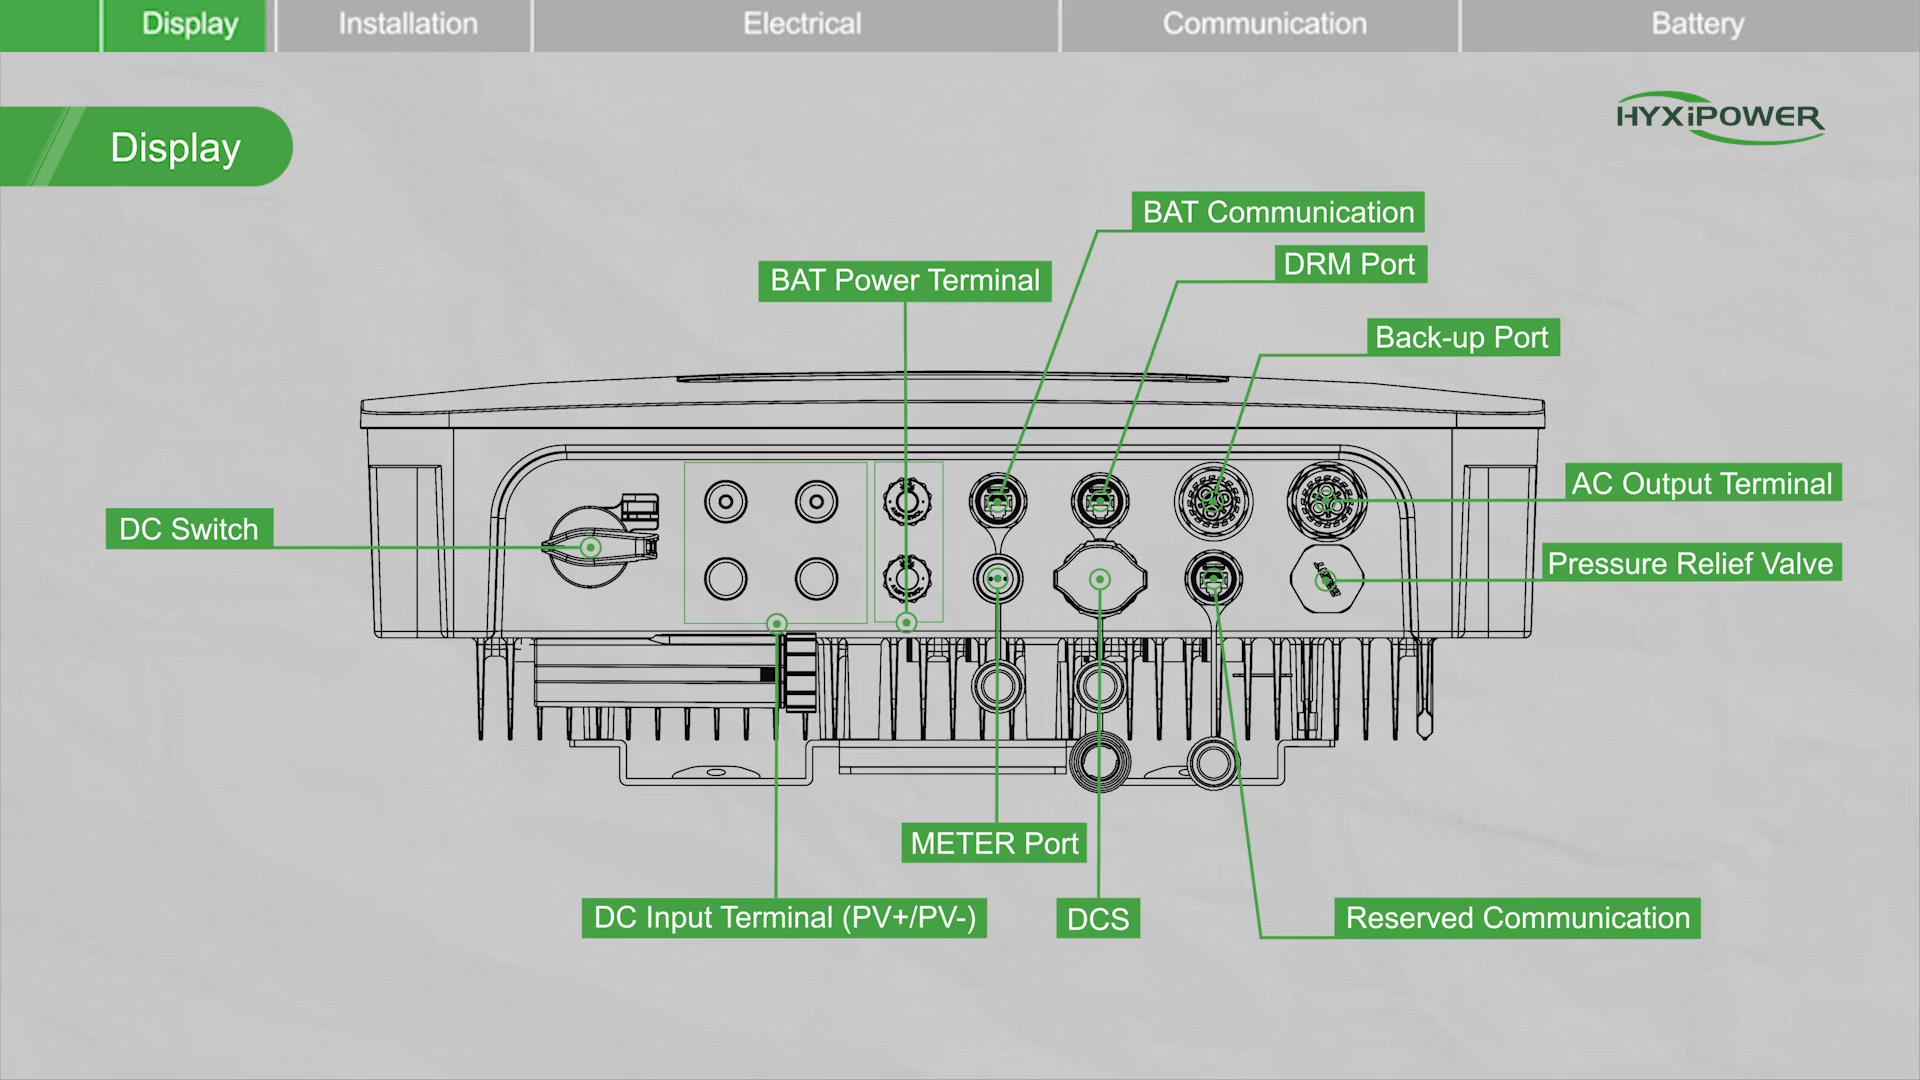 Display
Installation
Electrical
Communication
Battery
Display
HYXiPOWER
BAT Communication
DRM Port
BAT Power Terminal
Back-up Port
AC Output Terminal
DC Switch
Pressure Relief Valve
METER Port
DC Input Terminal (PV+/PV-)
DCS
Reserved Communication